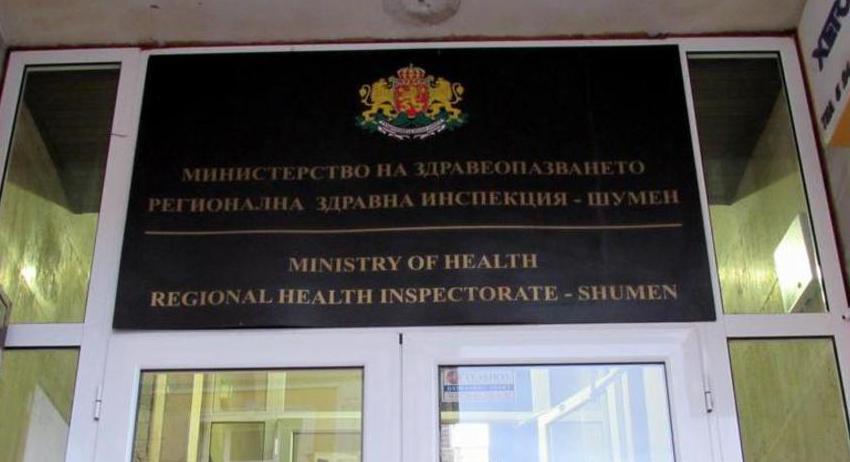 МИНИСТЕРСТВО НА ЗДРАВЕОПАЗВАНЕТО
РЕГИОНАЛНА ЗДРАВНА ИНСПЕКЦИЯ - ШУМЕН
MINISTRY OF HEALTH
REGIONAL HEALTH INSPECTORATE - SHUMEN